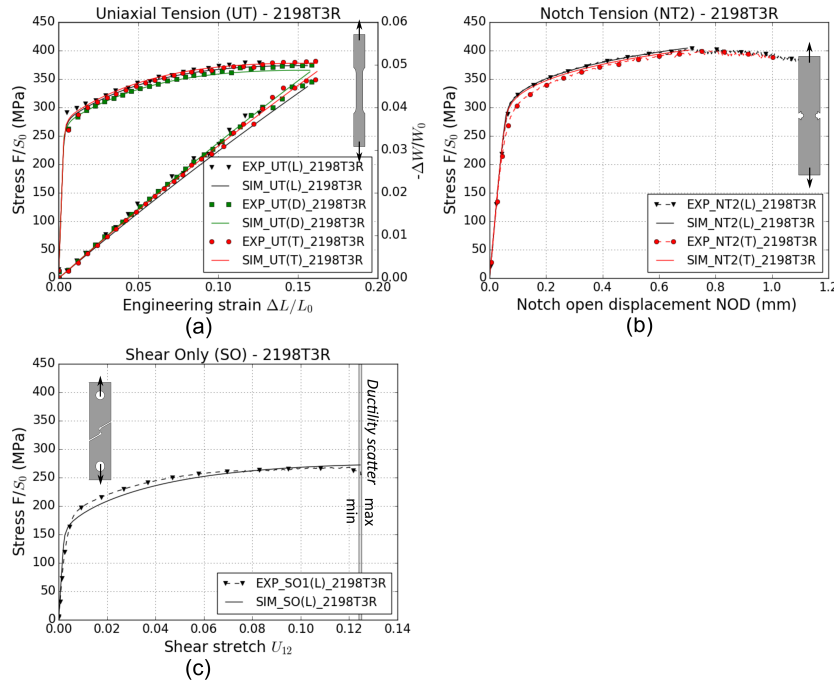 Uniaxial Tension (UT) - 2198T3R
Stress F/S₀ (MPa)
450
400
350
300
250
200
150
100
50
0
0.06
0.05
0.04
0.03
0.02
0.01
0.00
-ΔW/W₀
EXP_UT(L)_2198T3R
SIM_UT(L)_2198T3R
EXP_UT(D)_2198T3R
SIM_UT(D)_2198T3R
EXP_UT(T)_2198T3R
SIM_UT(T)_2198T3R
0.00 0.05 0.10 0.15 0.20
Engineering strain ΔL/L₀
(a)
Notch Tension (NT2) - 2198T3R
Stress F/S₀ (MPa)
450
400
350
300
250
200
150
100
50
0
EXP_NT2(L)_2198T3R
SIM_NT2(L)_2198T3R
EXP_NT2(T)_2198T3R
SIM_NT2(T)_2198T3R
0.0 0.2 0.4 0.6 0.8 1.0 1.2
Notch open displacement NOD (mm)
(b)
Shear Only (SO) - 2198T3R
Stress F/S₀ (MPa)
450
400
350
300
250
200
150
100
50
0
Ductility scatter
min
max
EXP_SO1(L)_2198T3R
SIM_SO(L)_2198T3R
0.00 0.02 0.04 0.06 0.08 0.10 0.12 0.14
Shear stretch U₁₂
(c)